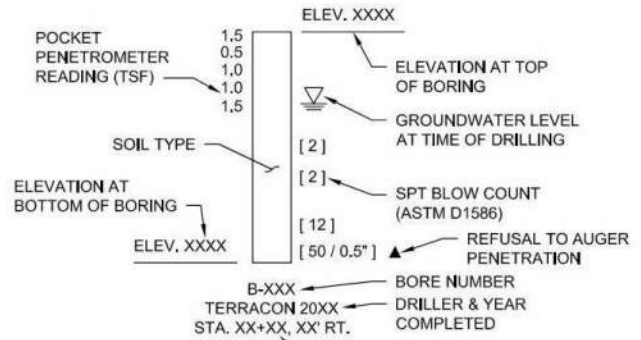 ELEV. XXXX
POCKET
PENETROMETER
READING (TSF)
1.5
0.5
1.0
1.0
1.5
ELEVATION AT TOP
OF BORING
GROUNDWATER LEVEL
AT TIME OF DRILLING
SOIL TYPE
[ 2 ]
[ 2 ]
SPT BLOW COUNT
(ASTM D1586)
ELEVATION AT
BOTTOM OF BORING
[ 12 ]
ELEV. XXXX
[ 50 / 0.5" ]
REFUSAL TO AUGER
PENETRATION
B-XXX
BORE NUMBER
TERRACON 20XX
DRILLER & YEAR
COMPLETED
STA. XX+XX, XX' RT.